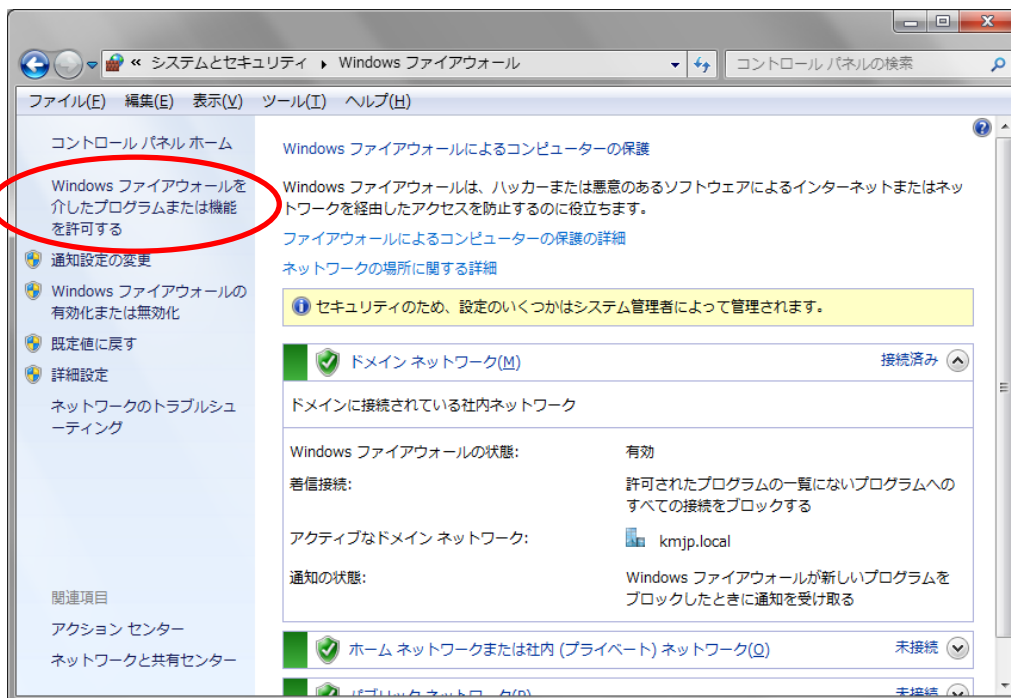 « システムとセキュリティ ▸ Windows ファイアウォール
コントロール パネルの検索
ファイル(F) 編集(E) 表示(V) ツール(T) ヘルプ(H)
コントロール パネル ホーム
Windows ファイアウォールを
介したプログラムまたは機能
を許可する
通知設定の変更
Windows ファイアウォールの
有効化または無効化
既定値に戻す
詳細設定
ネットワークのトラブルシュ
ーティング
関連項目
アクション センター
ネットワークと共有センター
Windows ファイアウォールによるコンピューターの保護
Windows ファイアウォールは、ハッカーまたは悪意のあるソフトウェアによるインターネットまたはネッ
トワークを経由したアクセスを防止するのに役立ちます。
ファイアウォールによるコンピューターの保護の詳細
ネットワークの場所に関する詳細
セキュリティのため、設定のいくつかはシステム管理者によって管理されます。
ドメイン ネットワーク(M) 接続済み
ドメインに接続されている社内ネットワーク
Windows ファイアウォールの状態: 有効
着信接続: 許可されたプログラムの一覧にないプログラムへの
すべての接続をブロックする
アクティブなドメイン ネットワーク: kmjp.local
通知の状態: Windows ファイアウォールが新しいプログラムを
ブロックしたときに通知を受け取る
ホーム ネットワークまたは社内 (プライベート) ネットワーク(O) 未接続
パブリック ネットワーク(P) 未接続